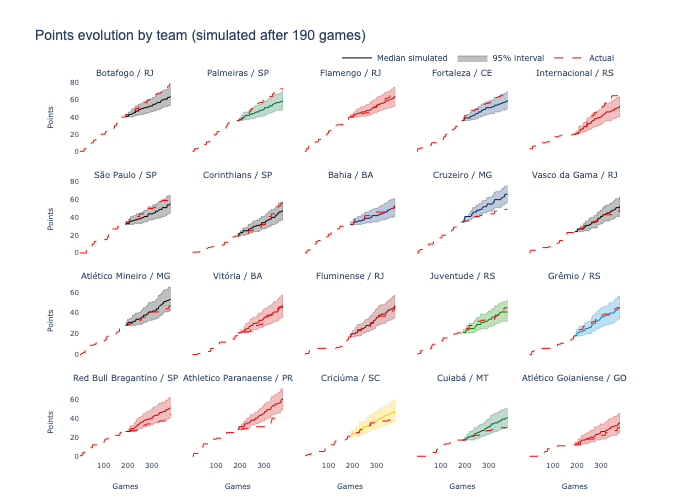 Points evolution by team (simulated after 190 games)
Median simulated 95% interval Actual
Botafogo / RJ Palmeiras / SP Flamengo / RJ Fortaleza / CE Internacional / RS
80
60
40
20
0
Points
São Paulo / SP Corinthians / SP Bahia / BA Cruzeiro / MG Vasco da Gama / RJ
80
60
40
20
0
Points
Atlético Mineiro / MG Vitória / BA Fluminense / RJ Juventude / RS Grêmio / RS
60
40
20
0
Points
Red Bull Bragantino / SP Athletico Paranaense / PR Criciúma / SC Cuiabá / MT Atlético Goianiense / GO
60
40
20
0
Points
100 200 300 100 200 300 100 200 300 100 200 300 100 200 300
Games Games Games Games Games